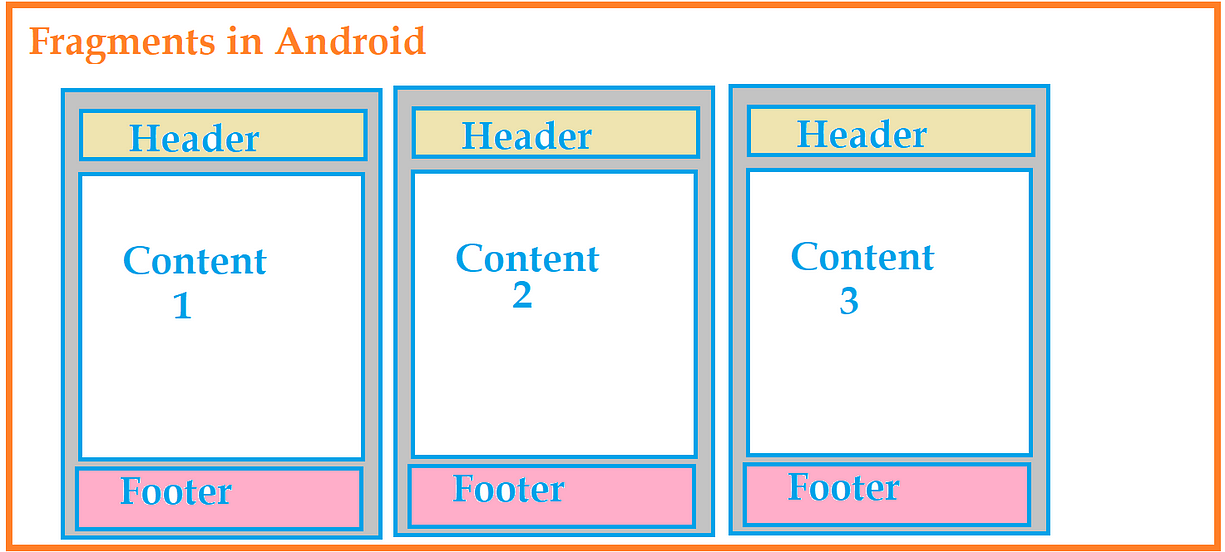 Fragments in Android
Header
Content
1
Footer
Header
Content
2
Footer
Header
Content
3
Footer